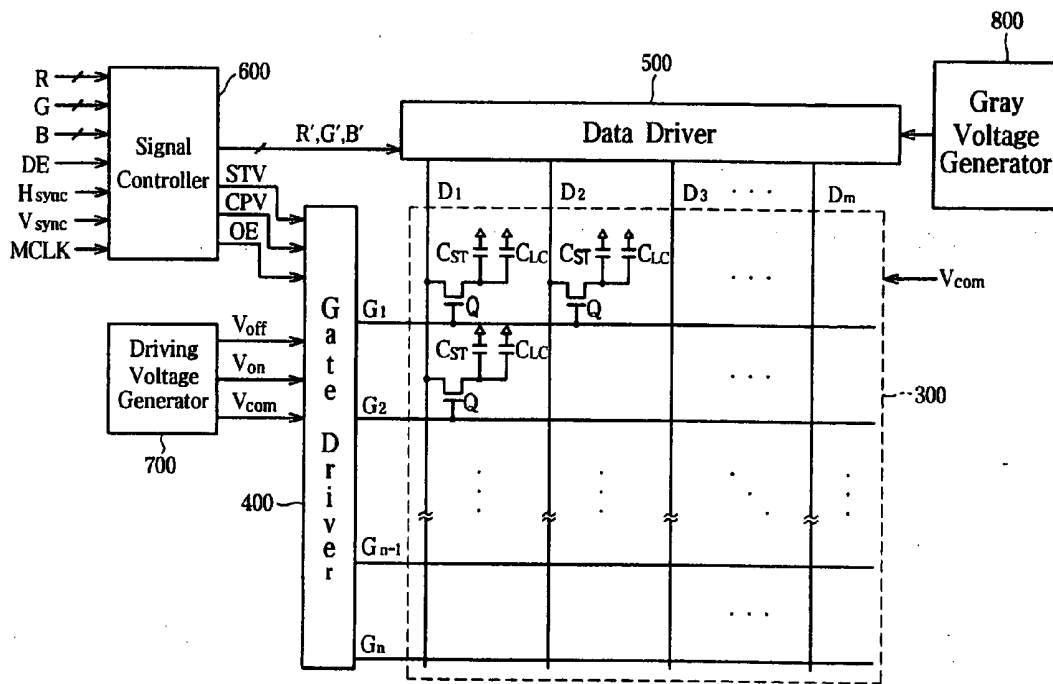 800
600
500
R
G
B
DE
Hsync
Vsync
MCLK
Signal
Controller
R′,G′,B′
STV
CPV
OE
Data Driver
Gray
Voltage
Generator
D1
D2
D3
Dm
CST
CLC
CST
CLC
Vcom
Q
Q
G1
CST
CLC
Q
G2
Driving
Voltage
Generator
Voff
Von
Vcom
700
300
400
Gate Driver
Gn-1
Gn